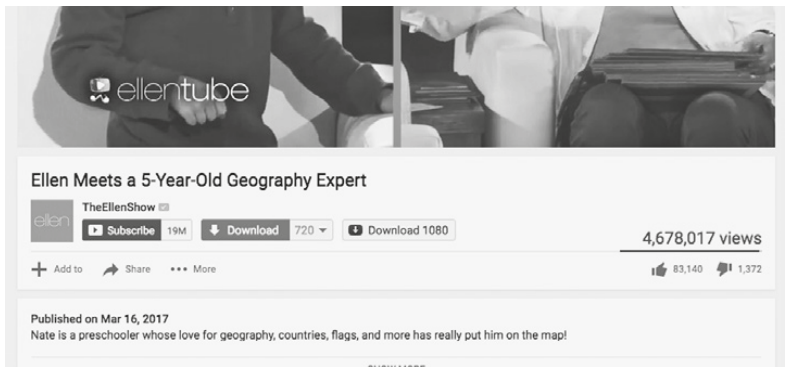 ellentube
Ellen Meets a 5-Year-Old Geography Expert
ellen
TheEllenShow
Subscribe 19M Download 720 Download 1080
4,678,017 views
Add to Share More 83,140 1,372
Published on Mar 16, 2017
Nate is a preschooler whose love for geography, countries, flags, and more has really put him on the map!